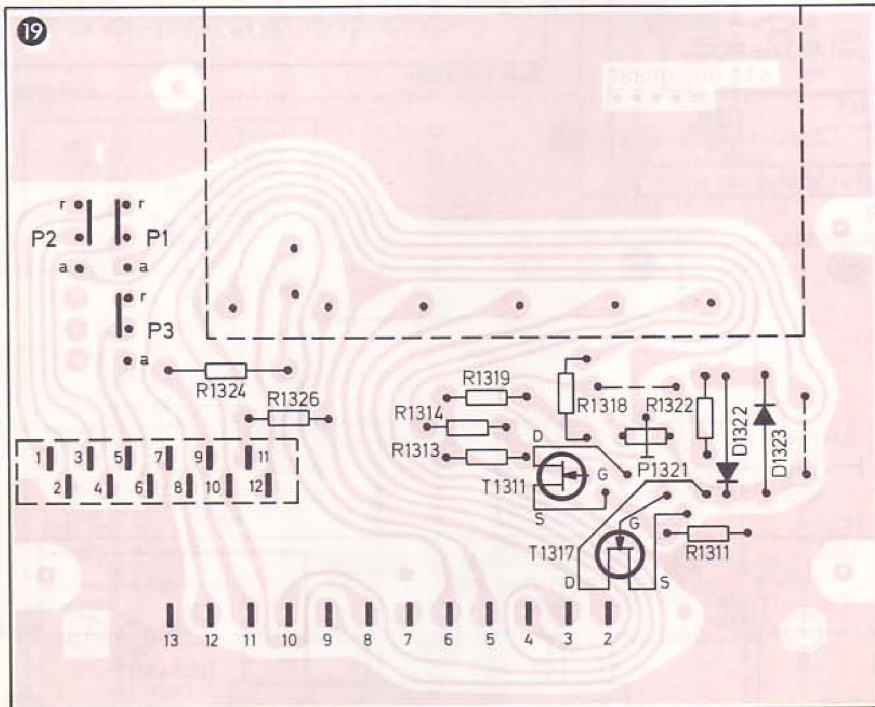 19
r r
P2 P1
a a
r
P3
a
R1324
R1326
R1319
R1314
R1313
R1318
R1322
D1322
D1323
D
G
T1311
S
P1321
G
T1317
D
S
R1311
1 3 5 7 9 11
2 4 6 8 10 12
13 12 11 10 9 8 7 6 5 4 3 2